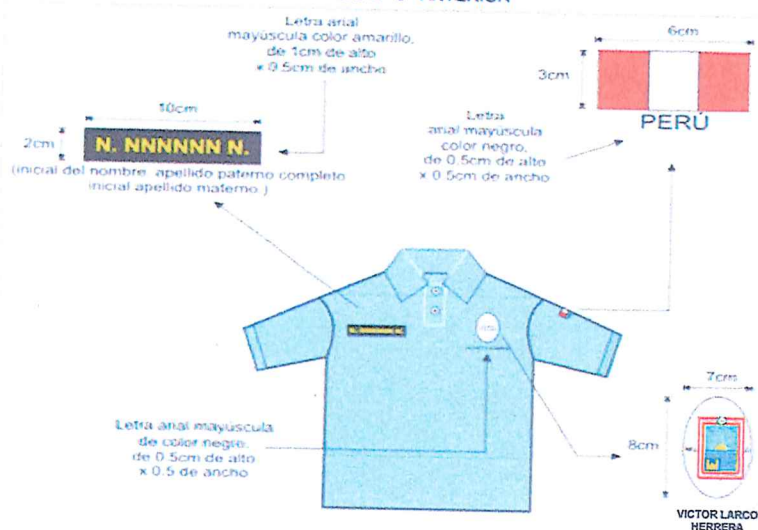 Letra arial
mayúscula color amarillo,
de 1cm de alto
x 0.5cm de ancho
6cm
3cm
PERÚ
Letra
arial mayúscula
color negro,
de 0.5cm de alto
x 0.5cm de ancho
10cm
2cm
N. NNNNNN N.
(inicial del nombre, apellido paterno completo
inicial apellido materno.)
Letra arial mayúscula
de color negro,
de 0.5cm de alto
x 0.5 de ancho
7cm
8cm
VICTOR LARCO
HERRERA